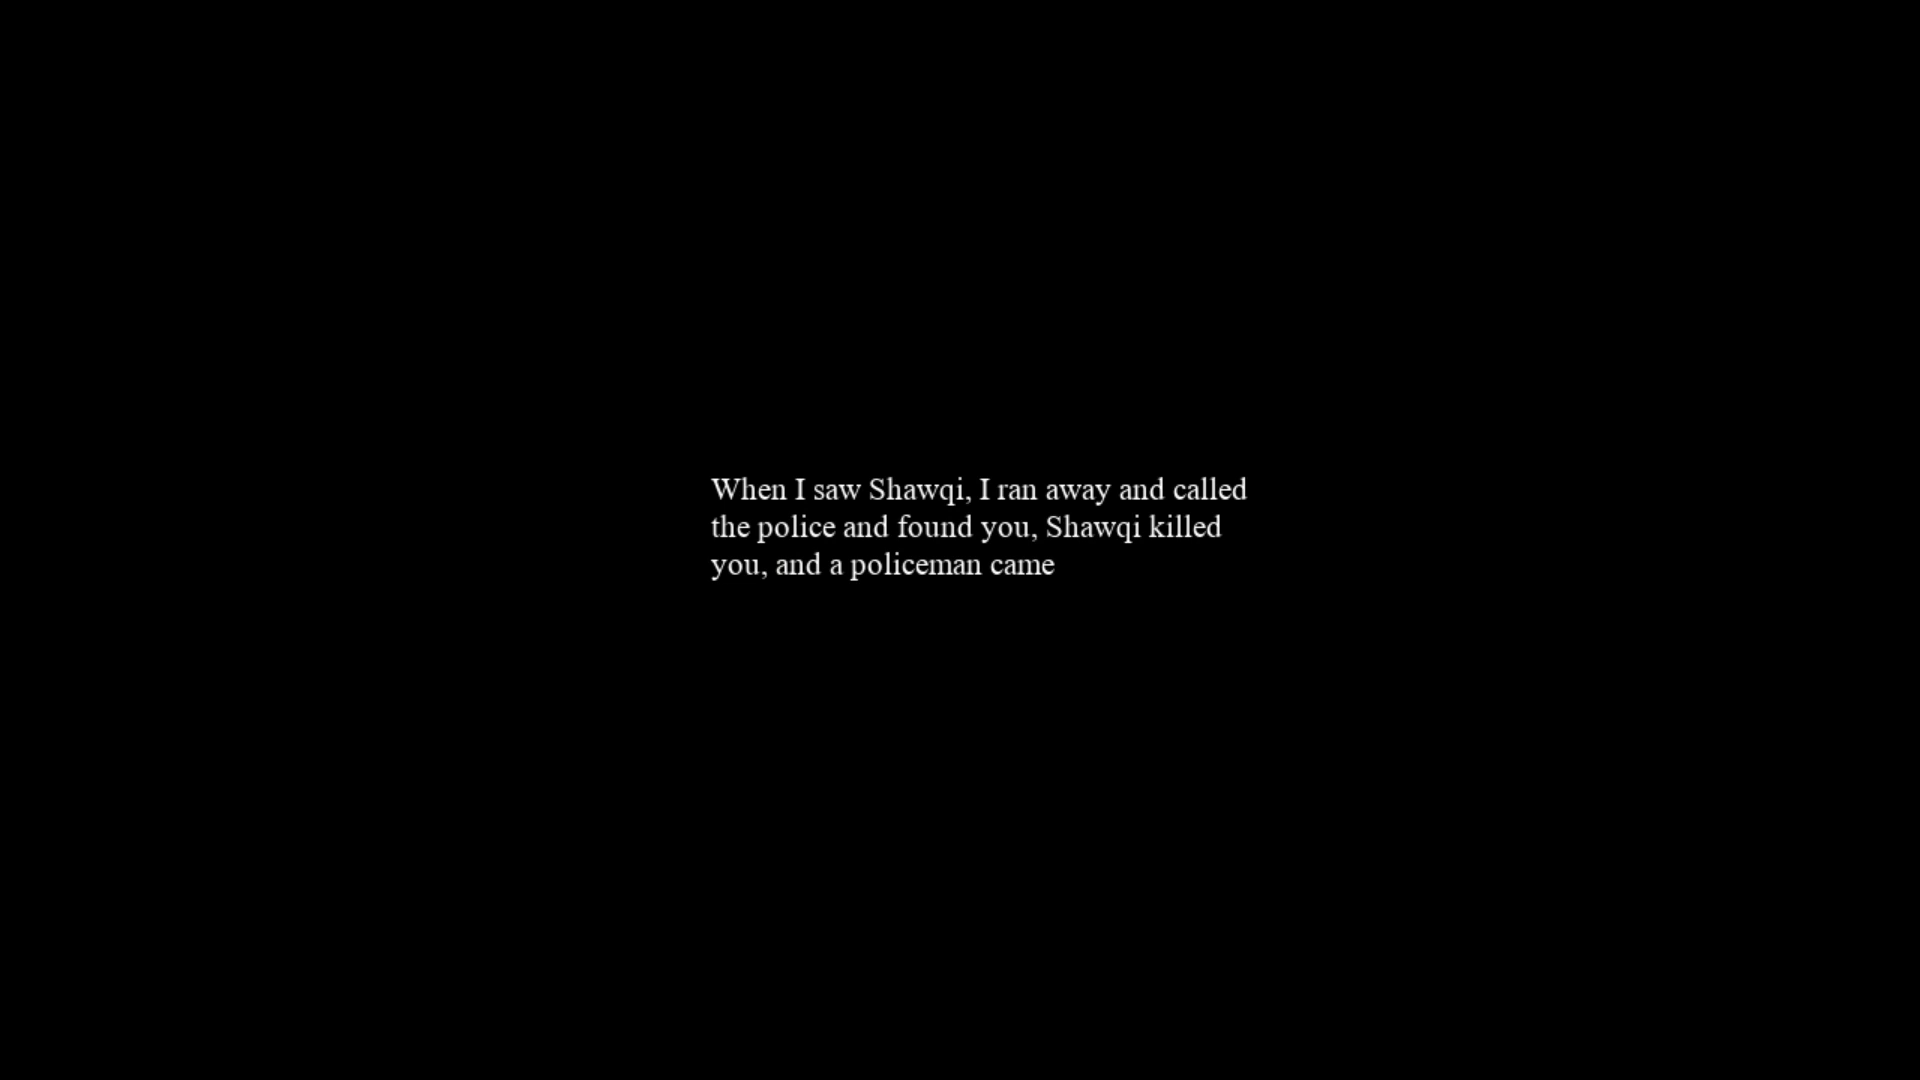 When I saw Shawqi, I ran away and called
the police and found you, Shawqi killed
you, and a policeman came